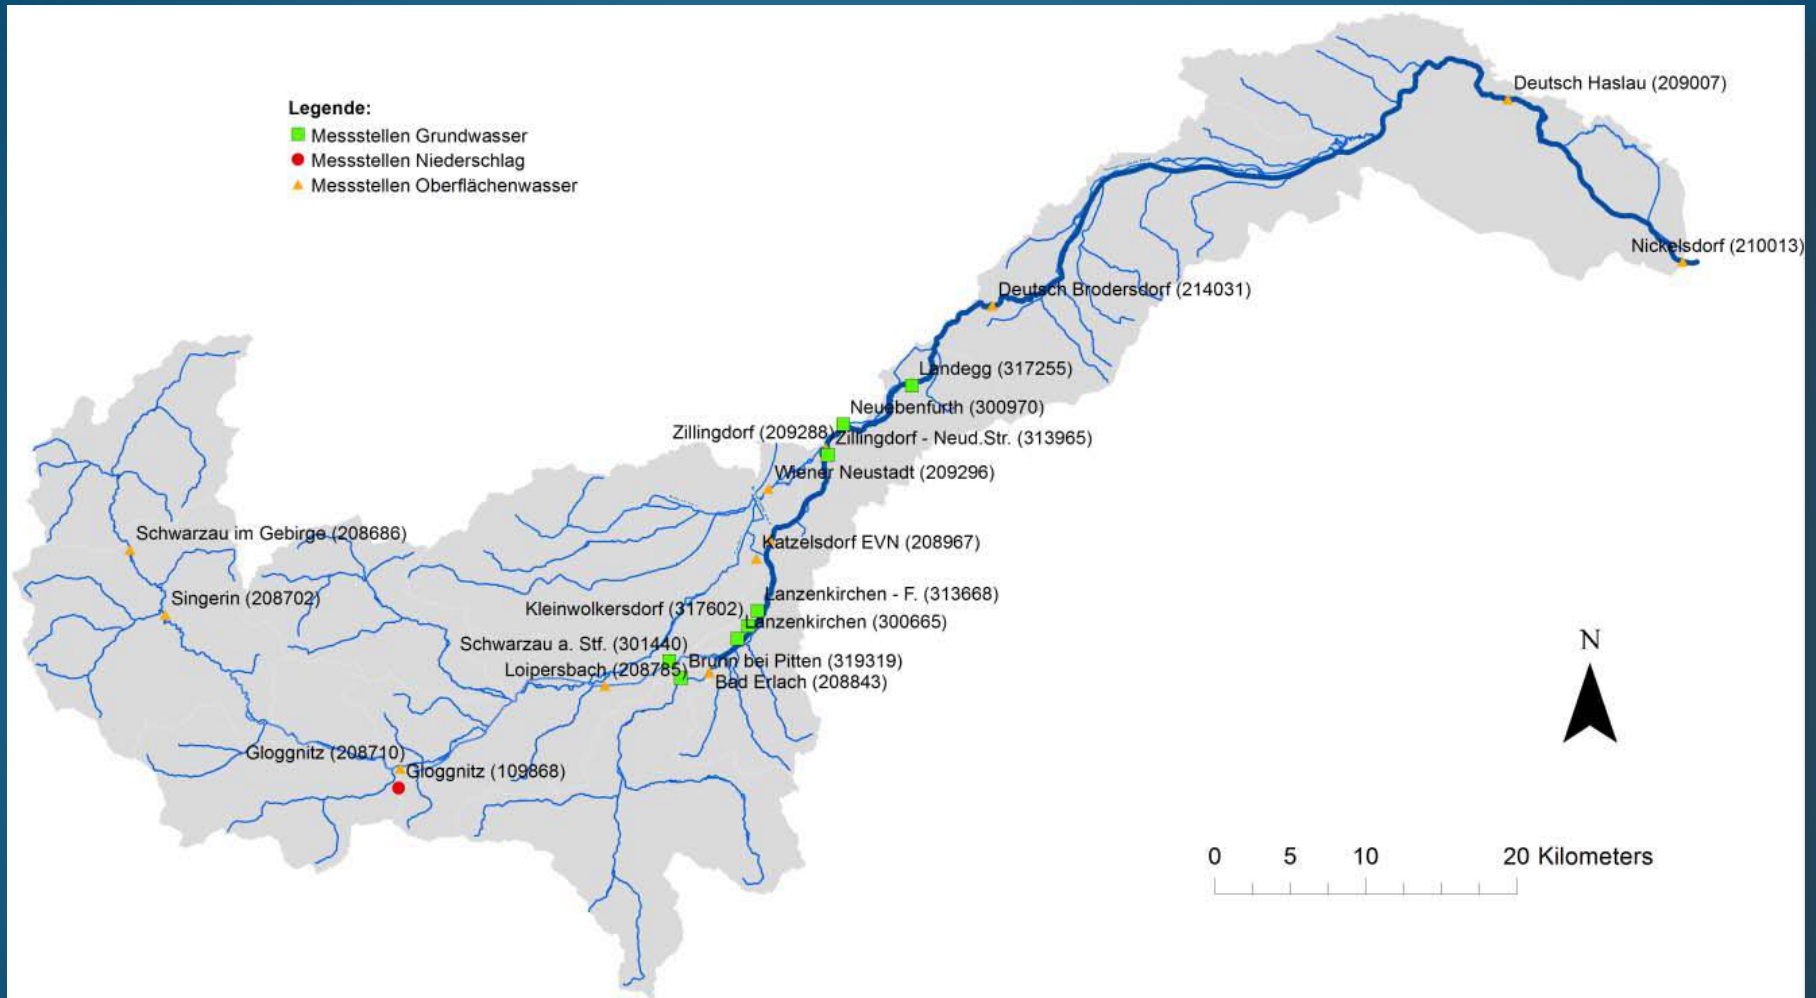 Legende:
Messstellen Grundwasser
Messstellen Niederschlag
Messstellen Oberflächenwasser
Deutsch Haslau (209007)
Nickelsdorf (210013)
Deutsch Brodersdorf (214031)
Landegg (317255)
Neuebenfurth (300970)
Zillingdorf (209288)
Zillingdorf - Neud.Str. (313965)
Wiener Neustadt (209296)
Schwarzau im Gebirge (208686)
Katzelsdorf EVN (208967)
Singerin (208702)
Lanzenkirchen - F. (313668)
Kleinwolkersdorf (317602)
Lanzenkirchen (300665)
Schwarzau a. Stf. (301440)
Brunn bei Pitten (319319)
Loipersbach (208785)
Bad Erlach (208843)
Gloggnitz (208710)
Gloggnitz (109868)
N
0 5 10 20 Kilometers